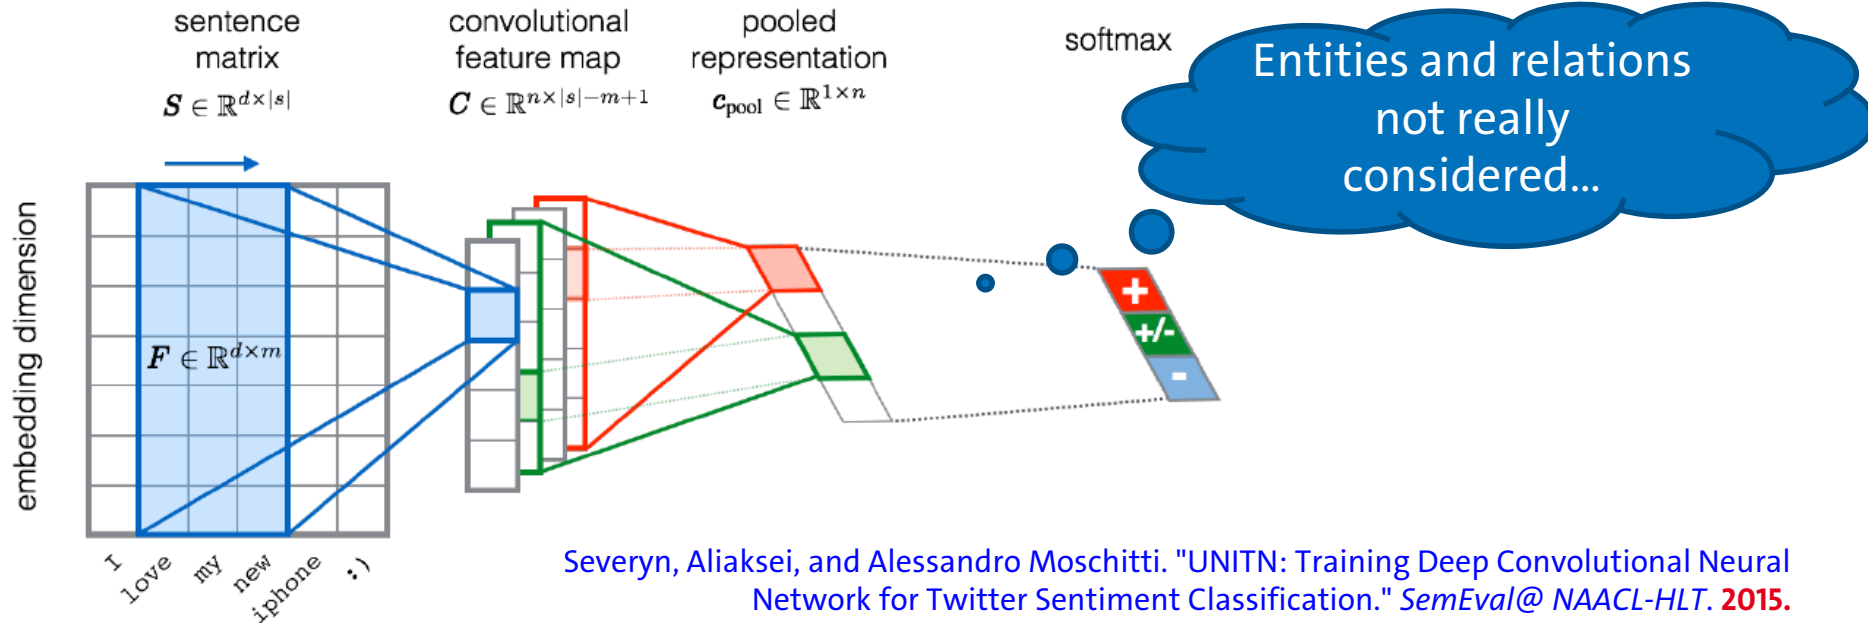 sentence
matrix
S ∈ ℝ^{d×|s|}
convolutional
feature map
C ∈ ℝ^{n×|s|−m+1}
pooled
representation
c_{pool} ∈ ℝ^{1×n}
softmax
Entities and relations
not really
considered...
embedding dimension
F ∈ ℝ^{d×m}
+
+/-
-
I love my new iphone :)
Severyn, Aliaksei, and Alessandro Moschitti. "UNITN: Training Deep Convolutional Neural
Network for Twitter Sentiment Classification." SemEval@ NAACL-HLT. 2015.